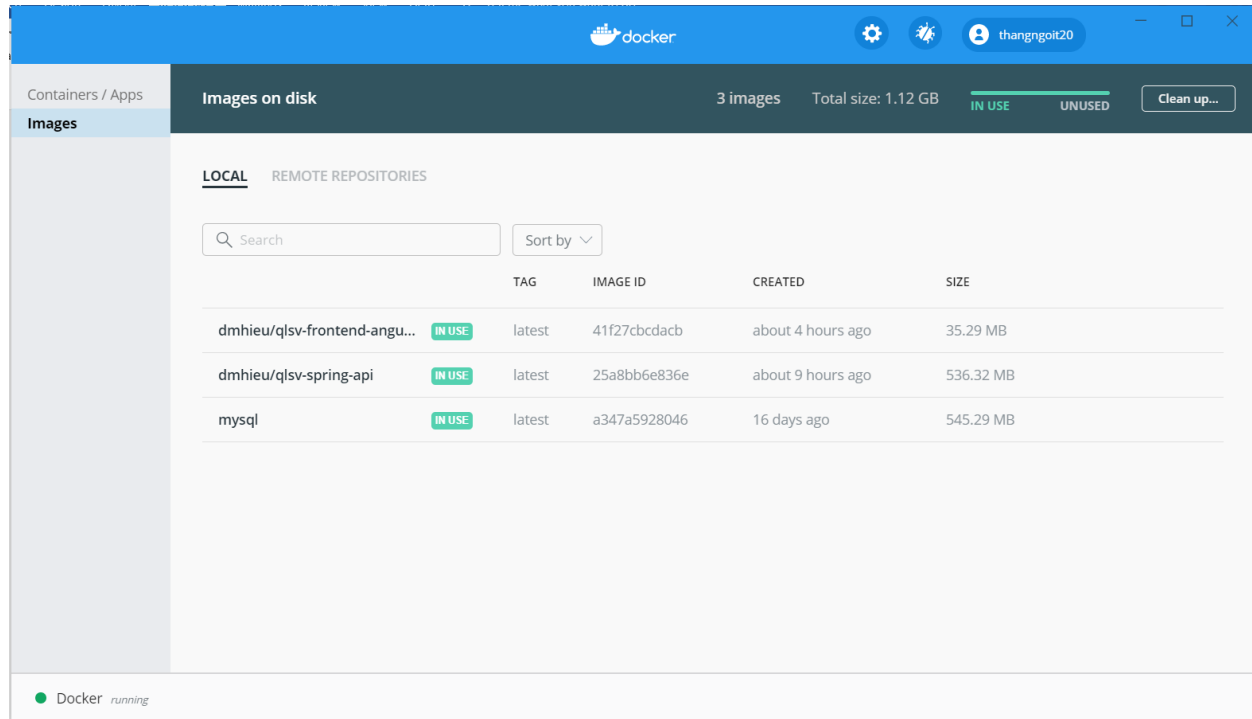 docker
thangngoit20
Containers / Apps
Images
Images on disk
3 images
Total size: 1.12 GB
IN USE
UNUSED
Clean up...
LOCAL
REMOTE REPOSITORIES
Search
Sort by
TAG IMAGE ID CREATED SIZE
dmhieu/qlsv-frontend-angu... IN USE latest 41f27cbcdacb about 4 hours ago 35.29 MB
dmhieu/qlsv-spring-api IN USE latest 25a8bb6e836e about 9 hours ago 536.32 MB
mysql IN USE latest a347a5928046 16 days ago 545.29 MB
Docker running